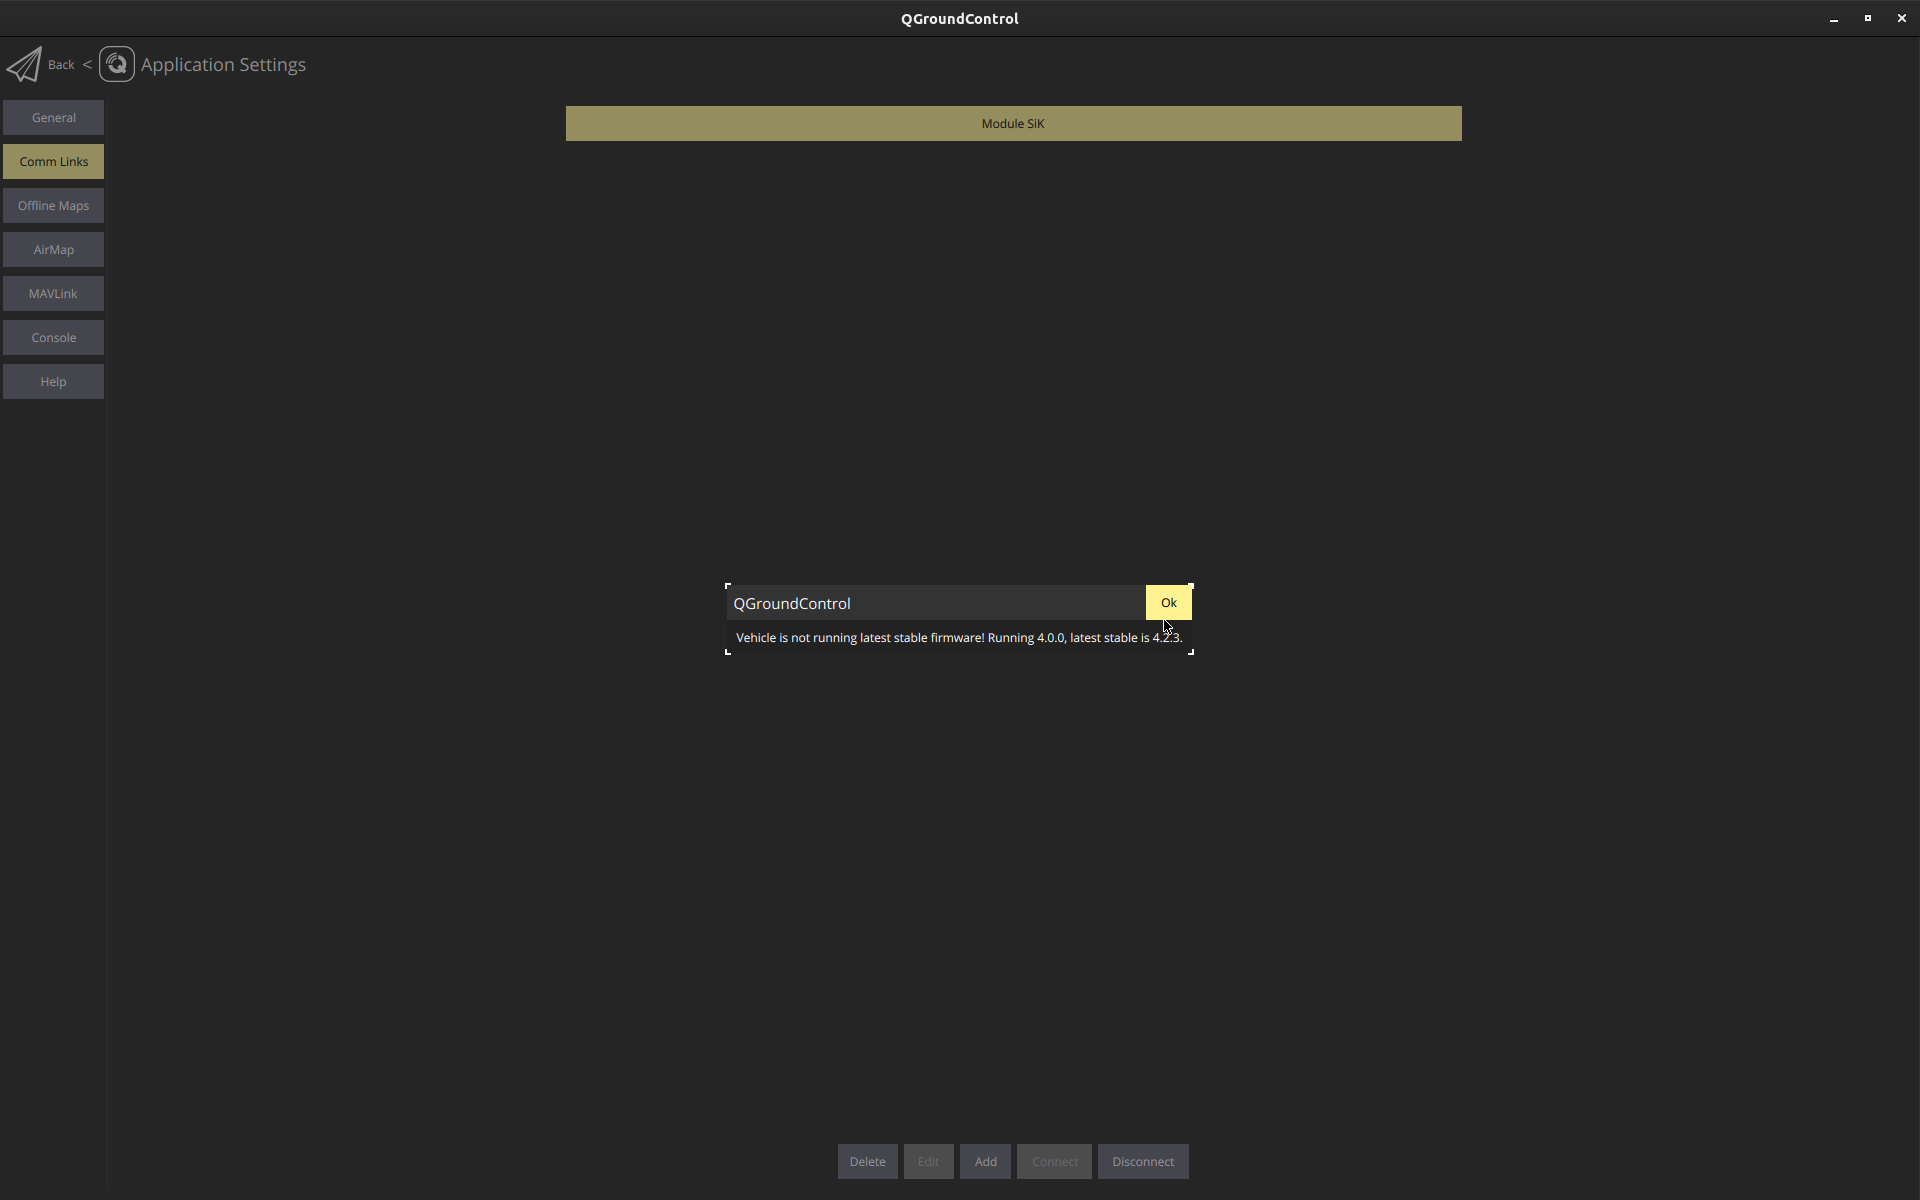 QGroundControl
Back < Application Settings
General
Comm Links
Offline Maps
AirMap
MAVLink
Console
Help
Module SiK
QGroundControl
Ok
Vehicle is not running latest stable firmware! Running 4.0.0, latest stable is 4.2.3.
Delete Edit Add Connect Disconnect